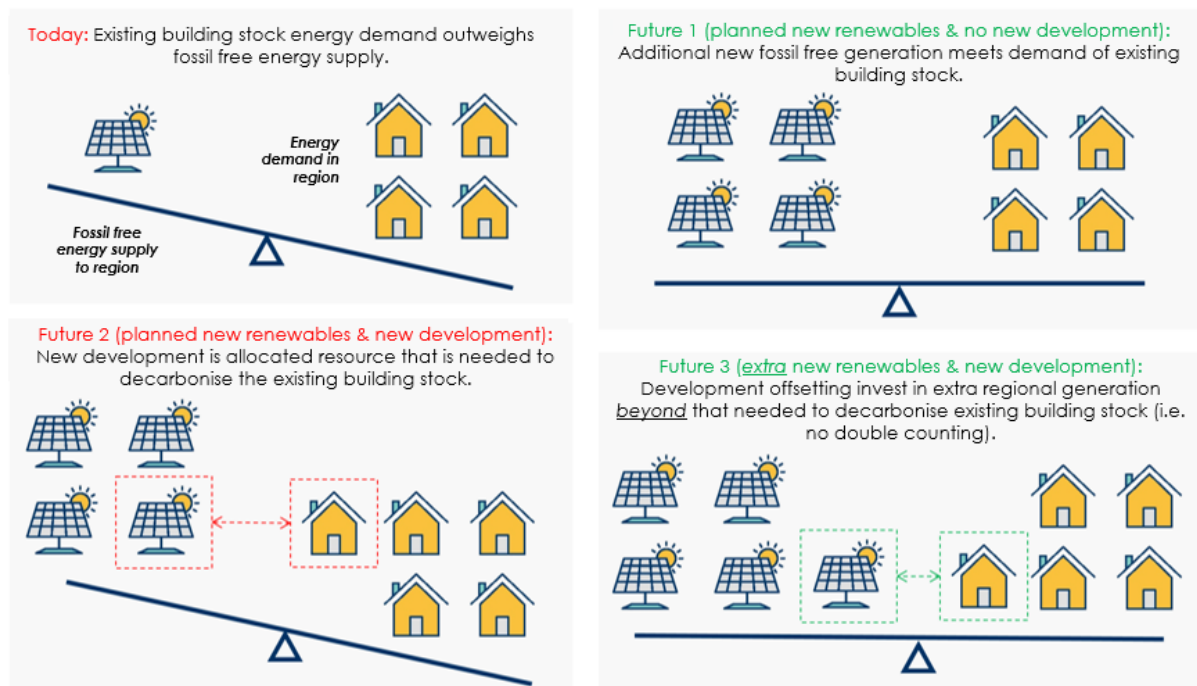 Today: Existing building stock energy demand outweighs
fossil free energy supply.
Energy
demand in
region
Fossil free
energy supply
to region
Future 1 (planned new renewables & no new development):
Additional new fossil free generation meets demand of existing
building stock.
Future 2 (planned new renewables & new development):
New development is allocated resource that is needed to
decarbonise the existing building stock.
Future 3 (extra new renewables & new development):
Development offsetting invest in extra regional generation
beyond that needed to decarbonise existing building stock (i.e.
no double counting).